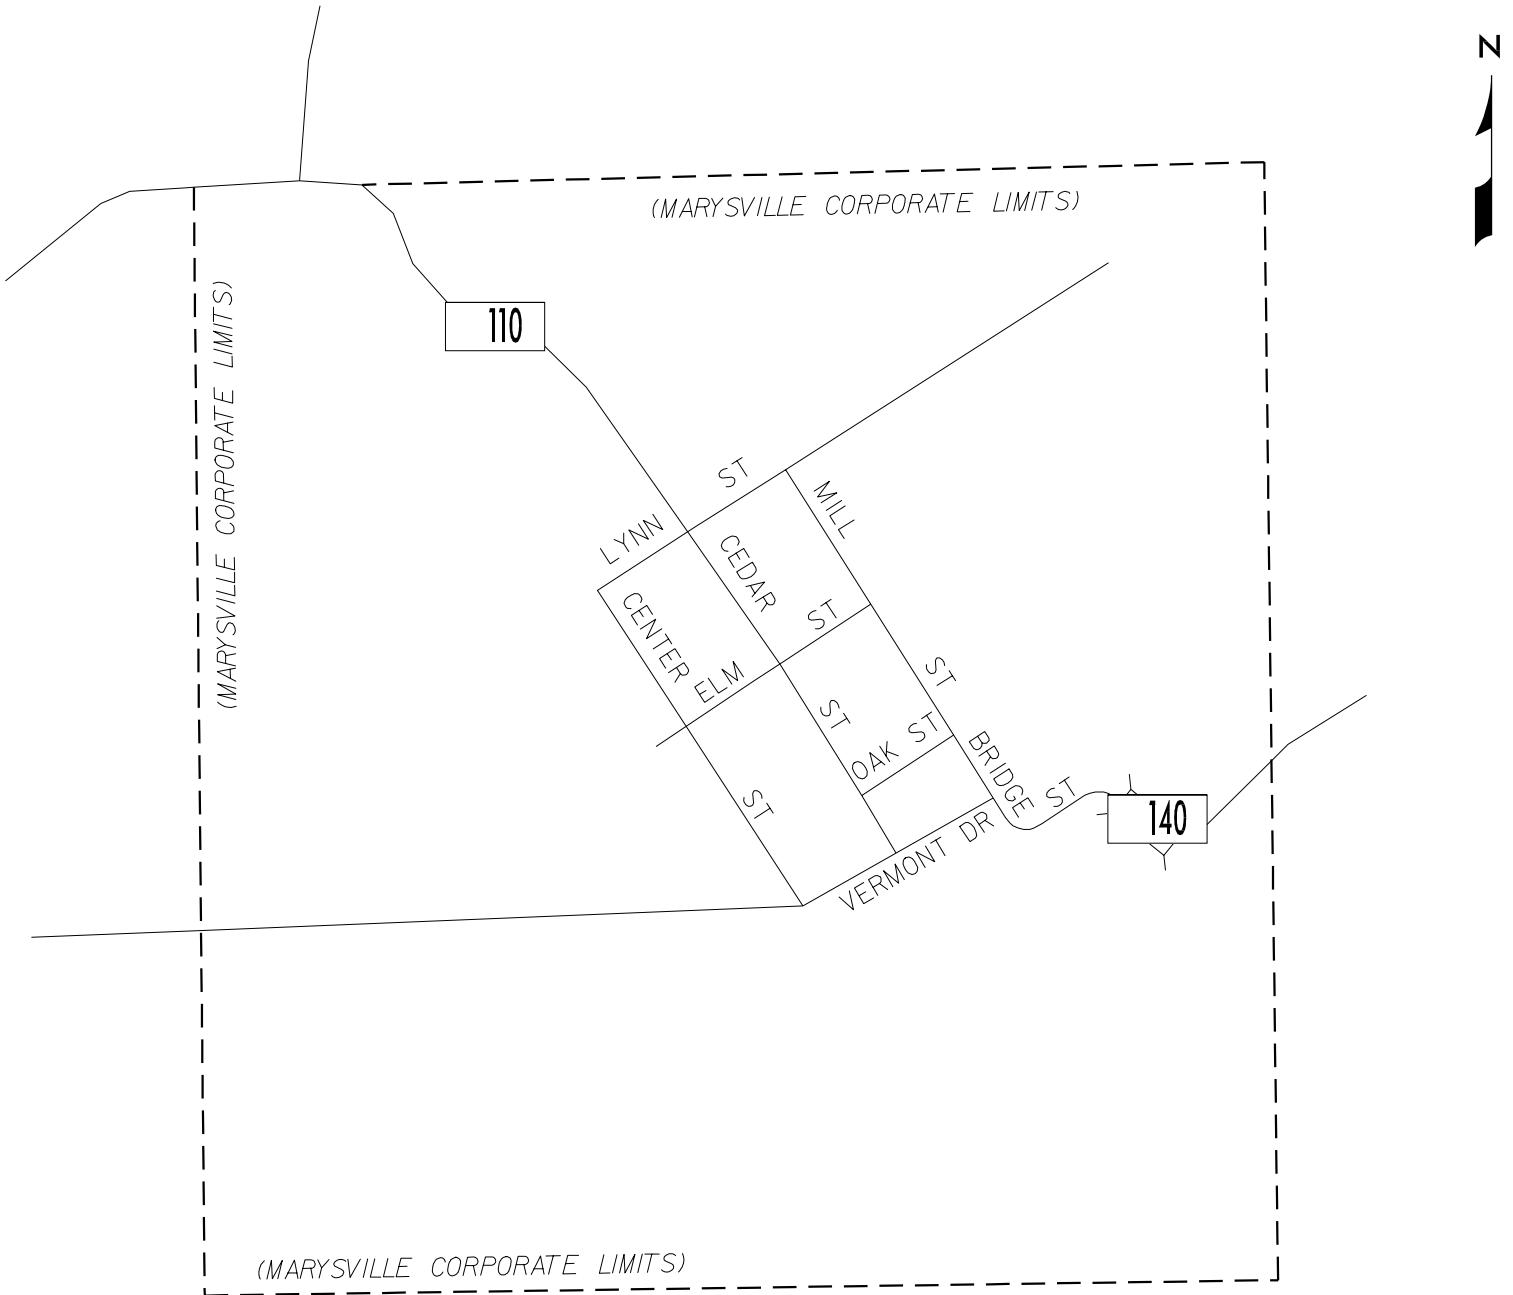 N
(MARYSVILLE CORPORATE LIMITS)
(MARYSVILLE CORPORATE LIMITS)
110
LYNN ST
MILL ST
CEDAR ST
CENTER ST
ELM ST
OAK ST
BRIDGE ST
140
VERMONT DR
(MARYSVILLE CORPORATE LIMITS)